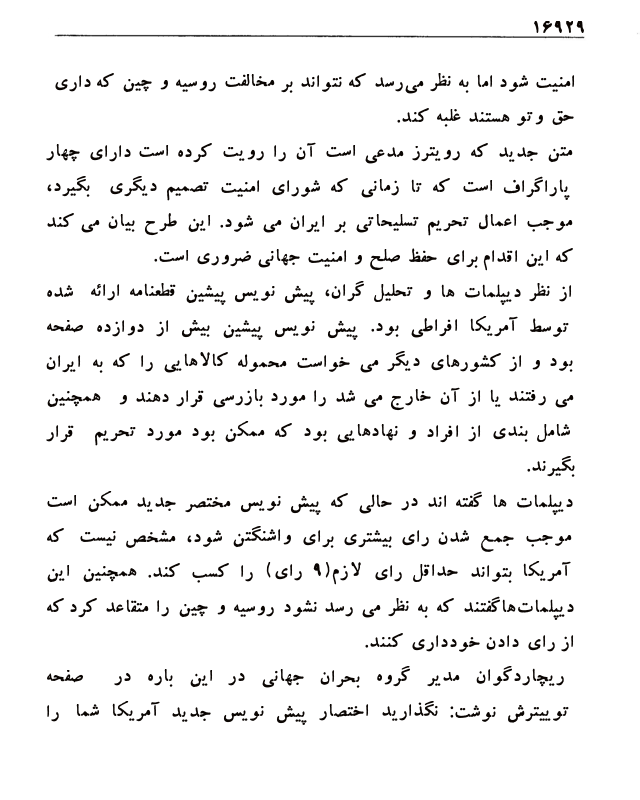 ۱۶۹۲۹
امنیت شود اما به نظر می‌رسد که نتواند بر مخالفت روسیه و چین که داری
حق وتو هستند غلبه کند.
متن جدید که رویترز مدعی است آن را رویت کرده است دارای چهار
پاراگراف است که تا زمانی که شورای امنیت تصمیم دیگری بگیرد،
موجب اعمال تحریم تسلیحاتی بر ایران می شود. این طرح بیان می کند
که این اقدام برای حفظ صلح و امنیت جهانی ضروری است.
از نظر دیپلمات ها و تحلیل گران، پیش نویس پیشین قطعنامه ارائه شده
توسط آمریکا افراطی بود. پیش نویس پیشین بیش از دوازده صفحه
بود و از کشورهای دیگر می خواست محموله کالاهایی را که به ایران
می رفتند یا از آن خارج می شد را مورد بازرسی قرار دهند و همچنین
شامل بندی از افراد و نهادهایی بود که ممکن بود مورد تحریم قرار
بگیرند.
دیپلمات ها گفته اند در حالی که پیش نویس مختصر جدید ممکن است
موجب جمع شدن رای بیشتری برای واشنگتن شود، مشخص نیست که
آمریکا بتواند حداقل رای لازم(۹ رای) را کسب کند. همچنین این
دیپلمات‌هاگفتند که به نظر می رسد نشود روسیه و چین را متقاعد کرد که
از رای دادن خودداری کنند.
ریچاردگوان مدیر گروه بحران جهانی در این باره در صفحه
توییترش نوشت: نگذارید اختصار پیش نویس جدید آمریکا شما را